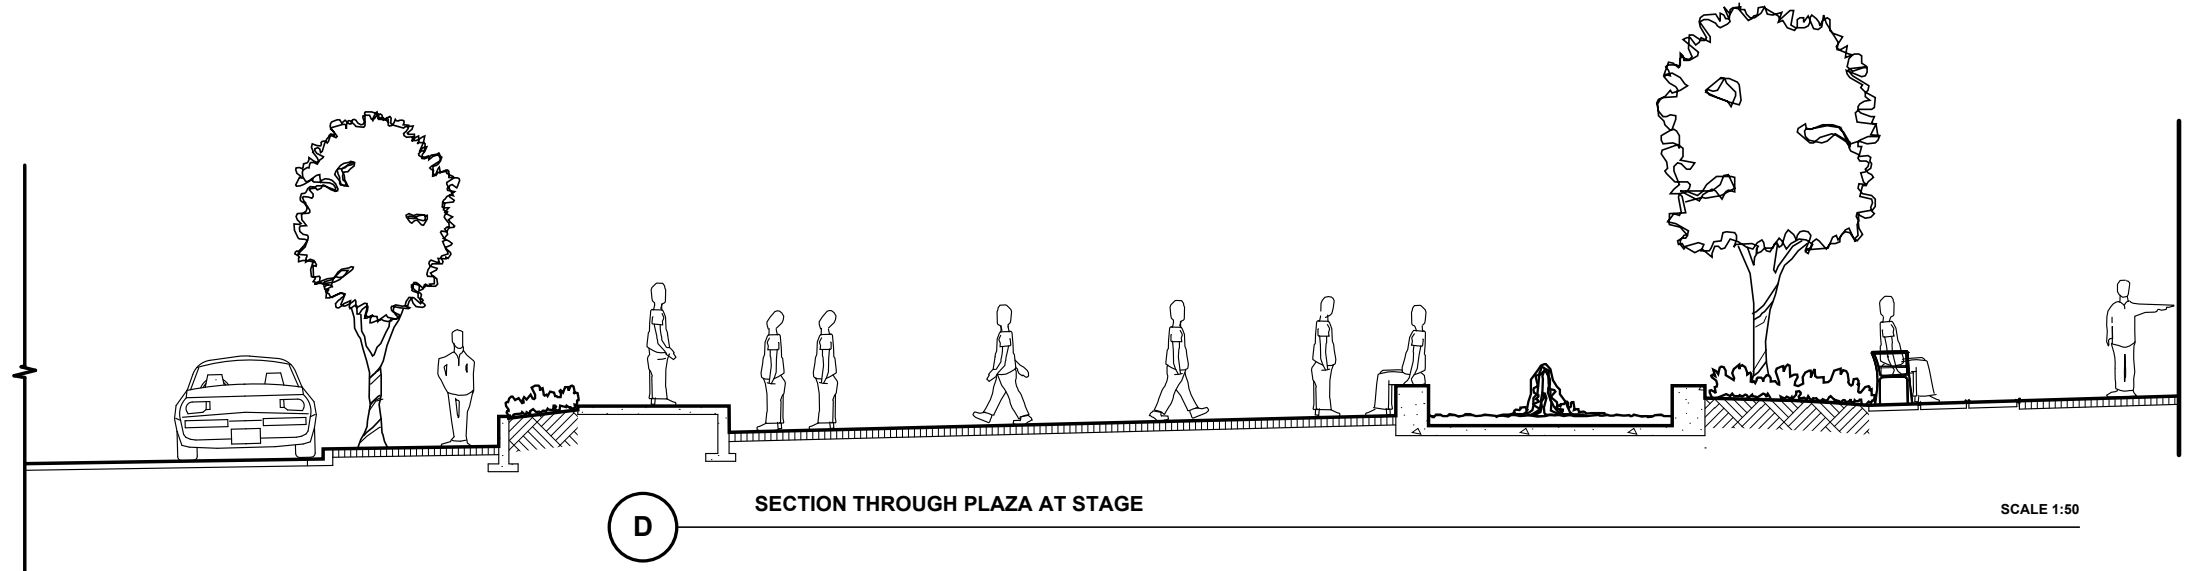 SECTION THROUGH PLAZA AT STAGE
D
SCALE 1:50